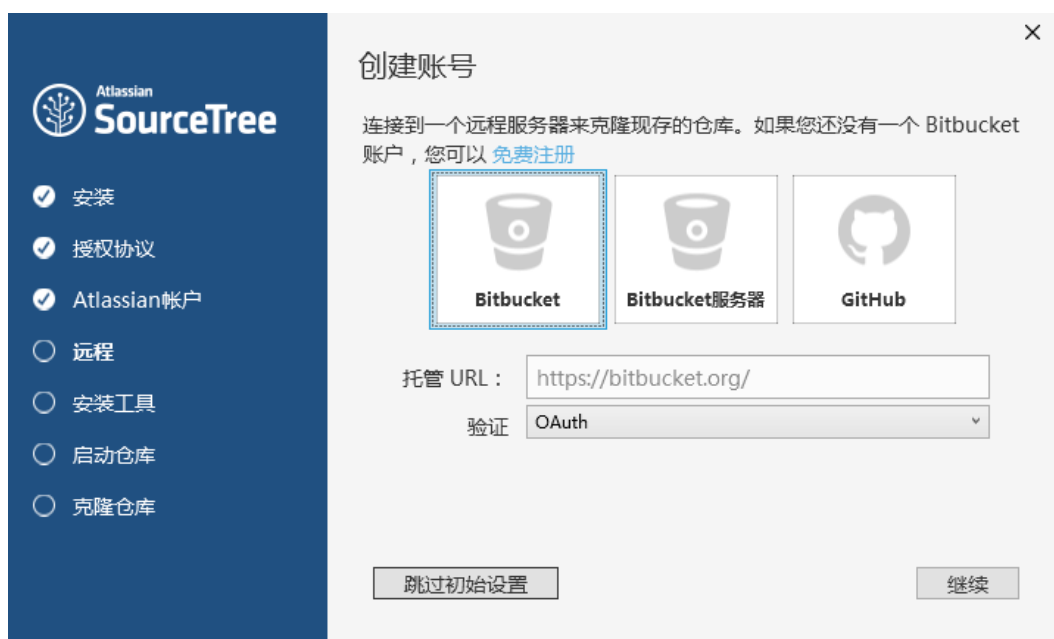 Atlassian
SourceTree
安装
授权协议
Atlassian帐户
远程
安装工具
启动仓库
克隆仓库
创建账号
连接到一个远程服务器来克隆现存的仓库。如果您还没有一个 Bitbucket
账户，您可以 免费注册
Bitbucket
Bitbucket服务器
GitHub
托管 URL：
https://bitbucket.org/
验证
OAuth
跳过初始设置
继续